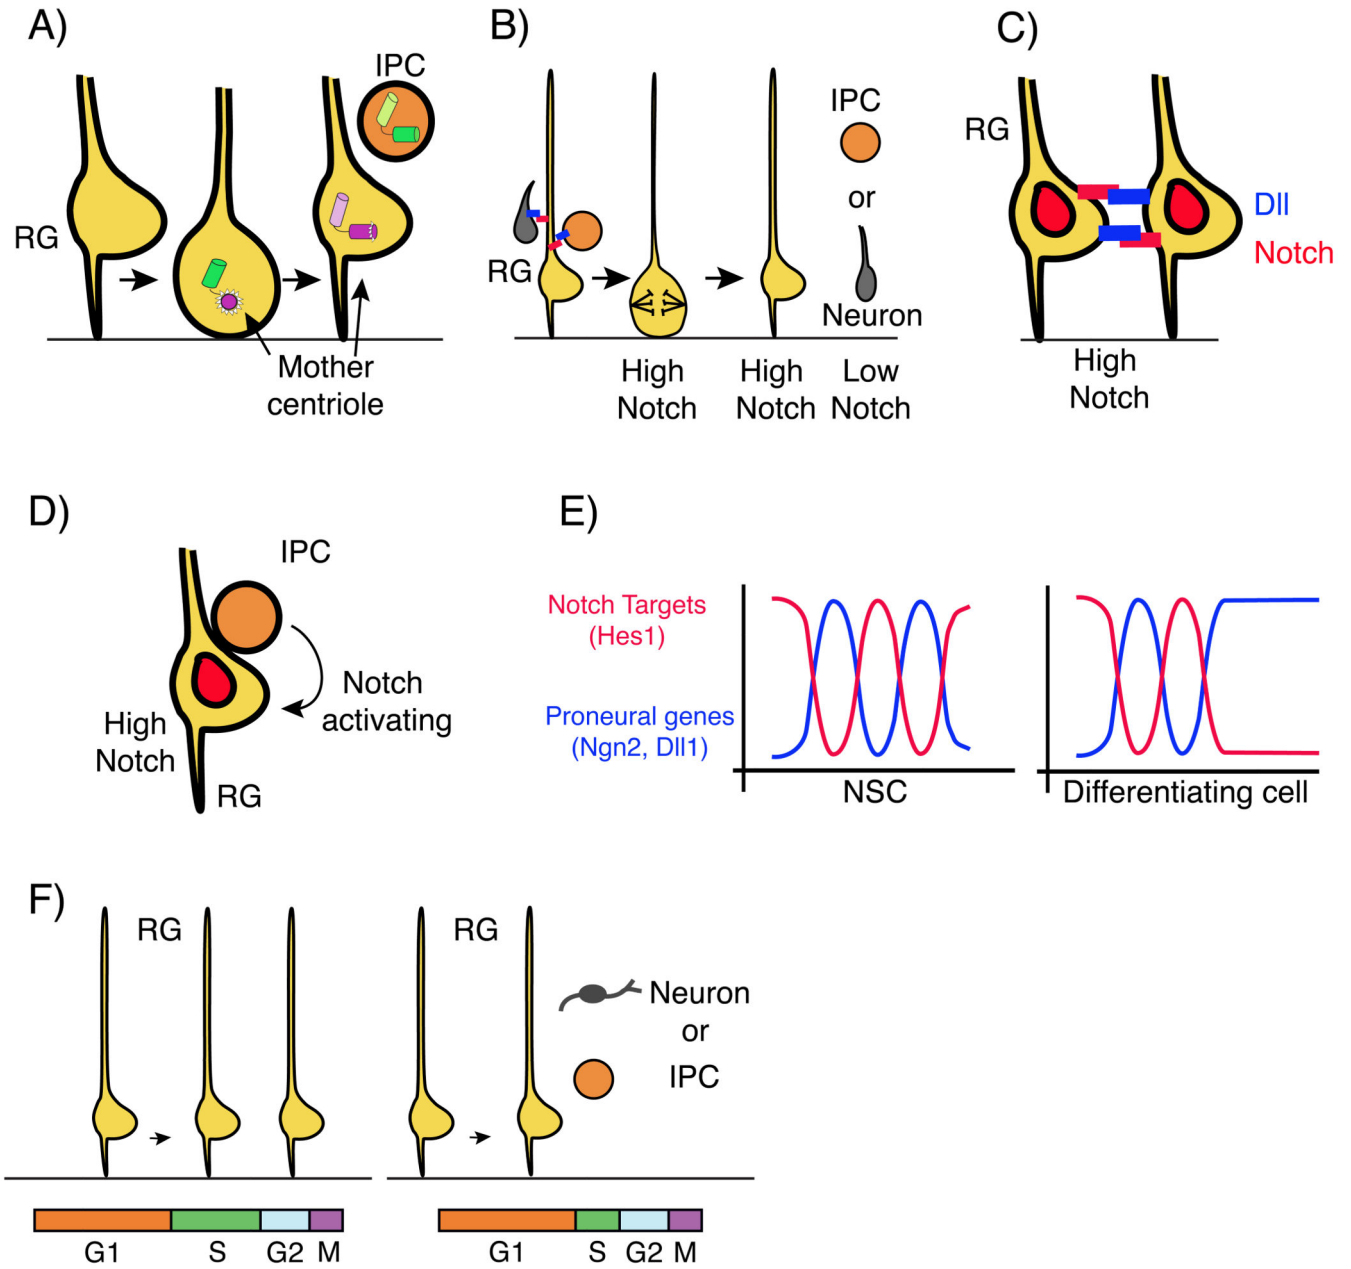 A)
IPC
RG
Mother
centriole
B)
IPC
or
RG
Neuron
High
Notch
High
Notch
Low
Notch
C)
RG
Dll
Notch
High
Notch
D)
IPC
Notch
activating
High
Notch
RG
E)
Notch Targets
(Hes1)
Proneural genes
(Ngn2, Dll1)
NSC
Differentiating cell
F)
RG
RG
Neuron
or
IPC
G1 S G2 M
G1 S G2 M